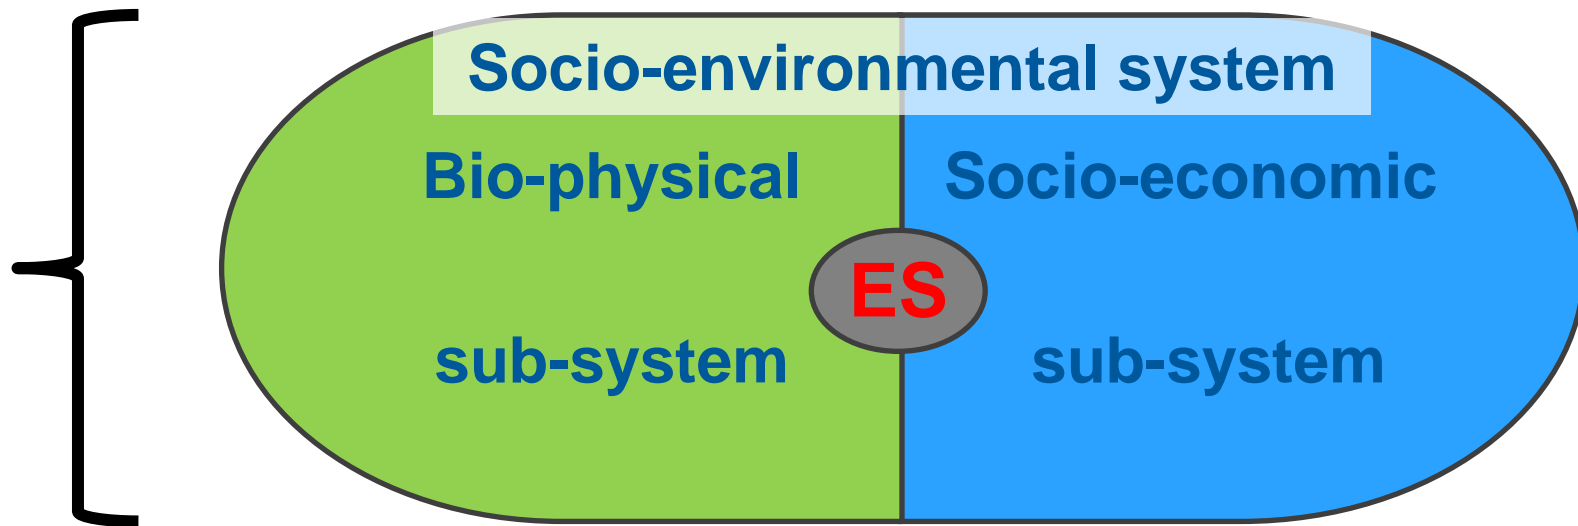 Socio-environmental system
Bio-physical
sub-system
Socio-economic
sub-system
ES